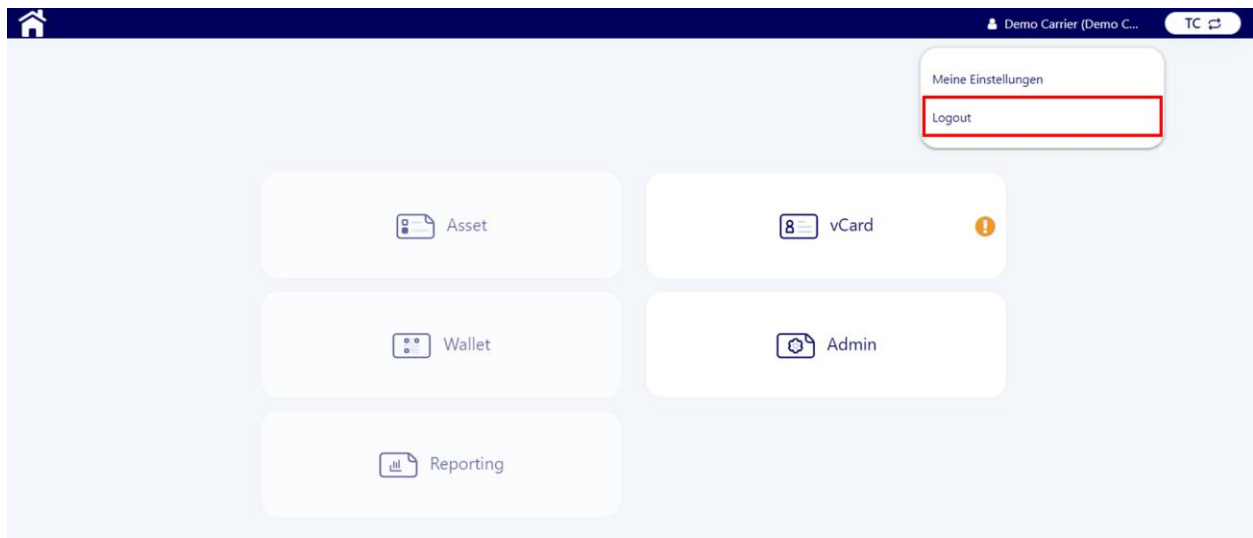 Demo Carrier (Demo C...
TC
Meine Einstellungen
Logout
Asset
vCard
Wallet
Admin
Reporting